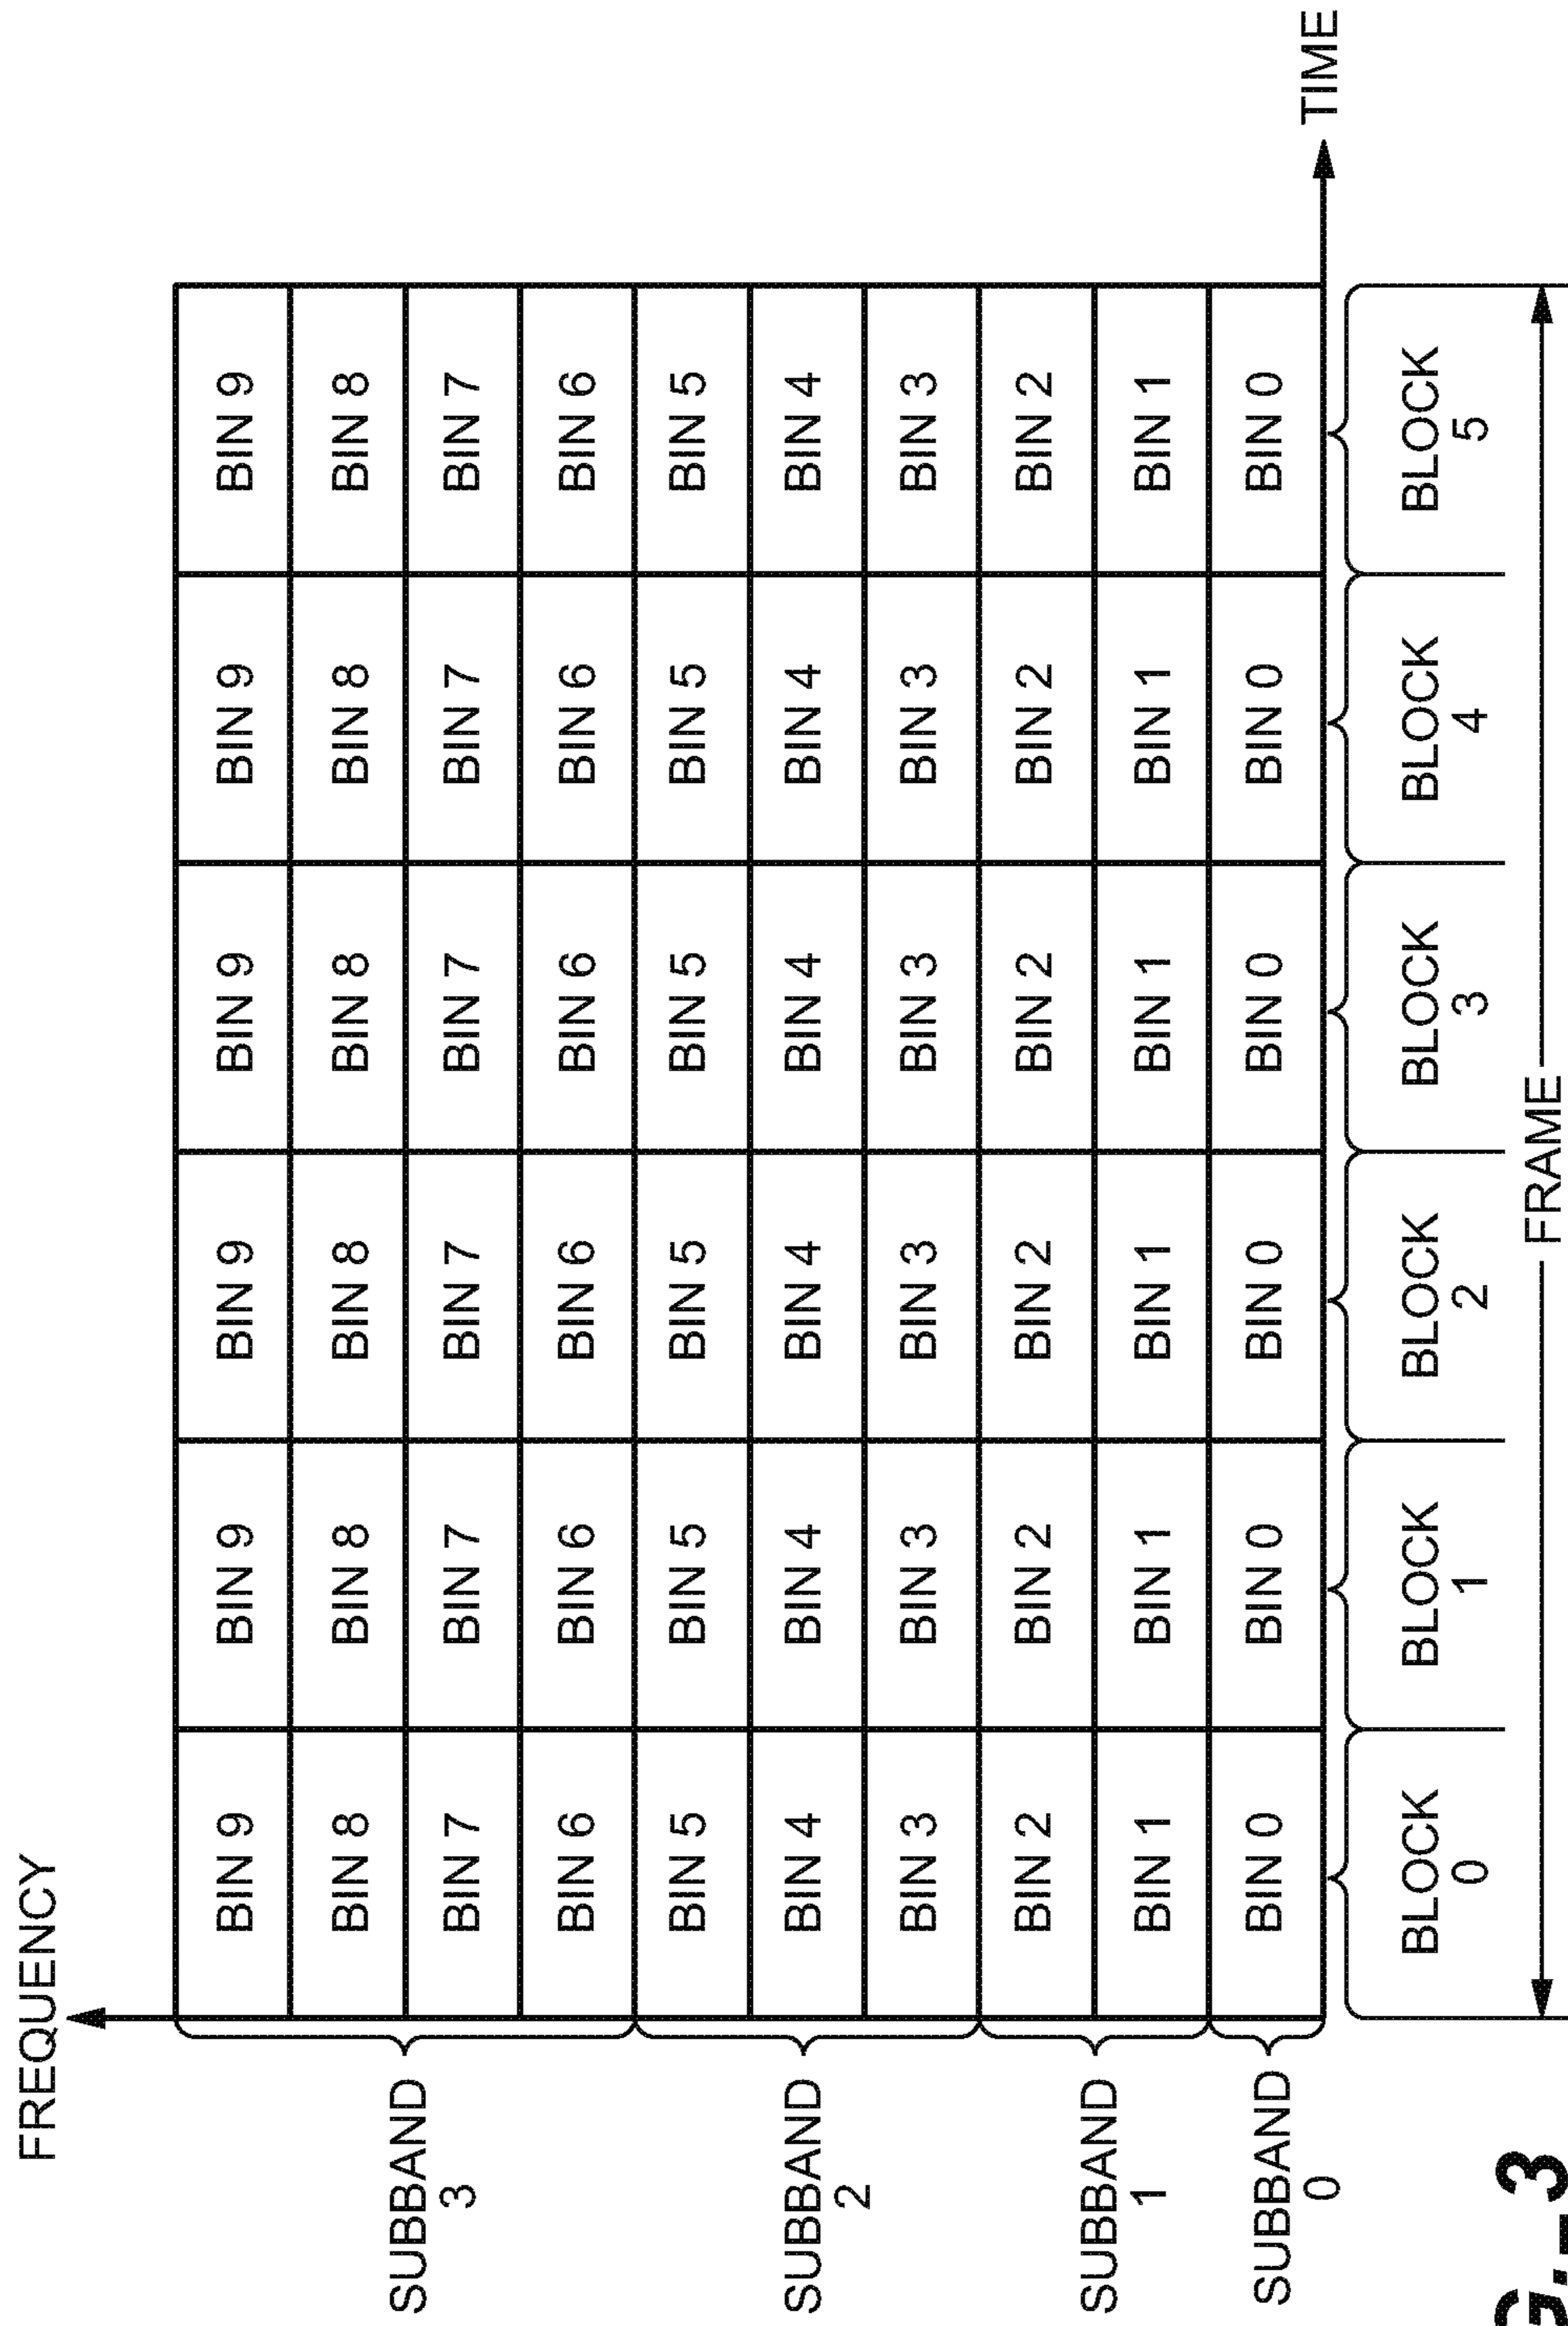 FREQUENCY
SUBBAND
3
BIN 9 BIN 9 BIN 9 BIN 9 BIN 9 BIN 9
BIN 8 BIN 8 BIN 8 BIN 8 BIN 8 BIN 8
BIN 7 BIN 7 BIN 7 BIN 7 BIN 7 BIN 7
BIN 6 BIN 6 BIN 6 BIN 6 BIN 6 BIN 6
SUBBAND
2
BIN 5 BIN 5 BIN 5 BIN 5 BIN 5 BIN 5
BIN 4 BIN 4 BIN 4 BIN 4 BIN 4 BIN 4
BIN 3 BIN 3 BIN 3 BIN 3 BIN 3 BIN 3
SUBBAND
1
BIN 2 BIN 2 BIN 2 BIN 2 BIN 2 BIN 2
BIN 1 BIN 1 BIN 1 BIN 1 BIN 1 BIN 1
SUBBAND
0
BIN 0 BIN 0 BIN 0 BIN 0 BIN 0 BIN 0
TIME
BLOCK BLOCK BLOCK BLOCK BLOCK BLOCK
0 1 2 3 4 5
FRAME
G._ 3